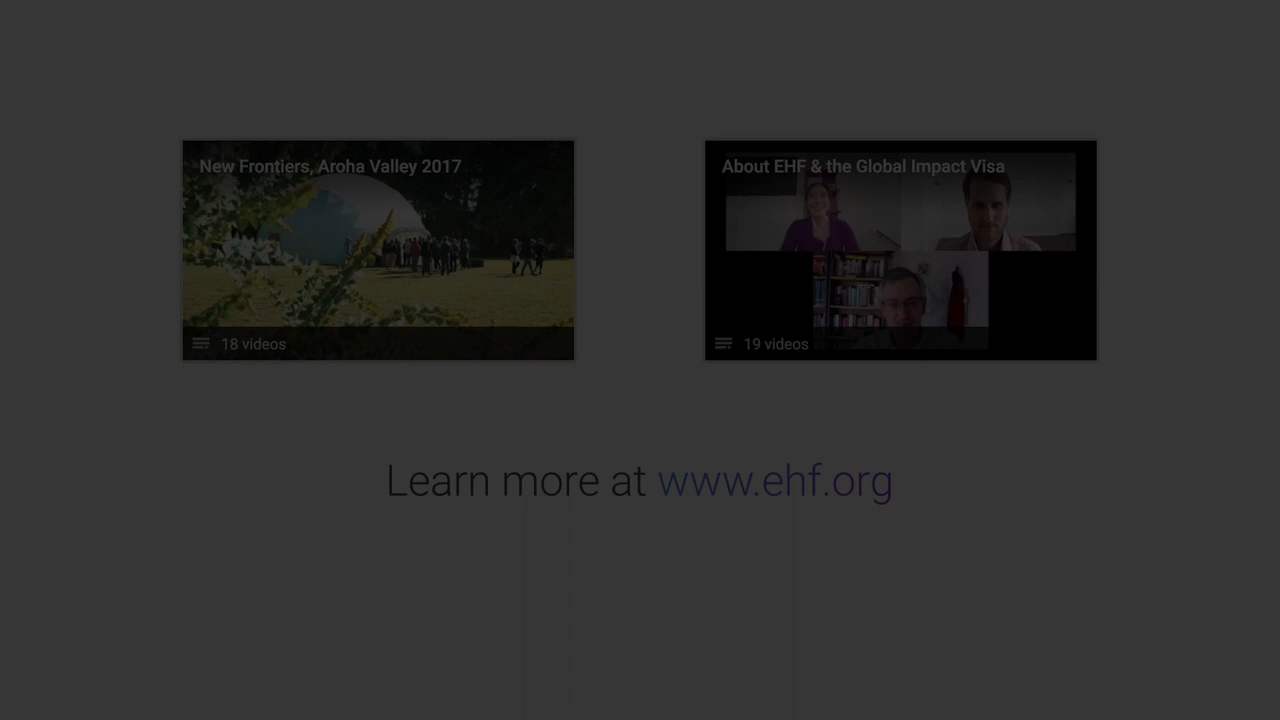 New Frontiers, Aroha Valley 2017
About EHF & the Global Impact Visa
18 videos
19 videos
Learn more at www.ehf.org